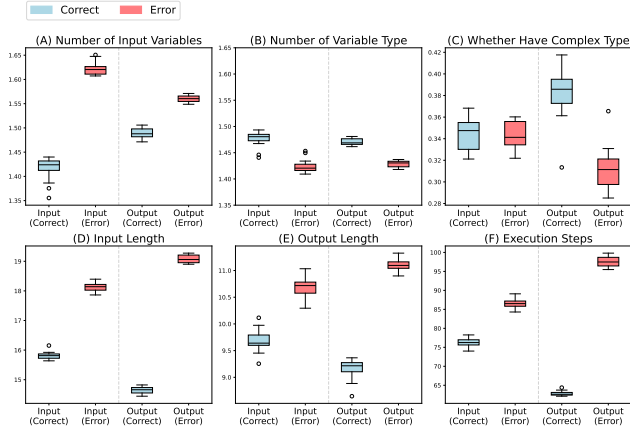 Correct Error
(A) Number of Input Variables
1.65
1.60
1.55
1.50
1.45
1.40
1.35
Input (Correct)
Input (Error)
Output (Correct)
Output (Error)
(B) Number of Variable Type
1.65
1.60
1.55
1.50
1.45
1.40
1.35
Input (Correct)
Input (Error)
Output (Correct)
Output (Error)
(C) Whether Have Complex Type
0.42
0.40
0.38
0.36
0.34
0.32
0.30
0.28
Input (Correct)
Input (Error)
Output (Correct)
Output (Error)
(D) Input Length
19
18
17
16
15
Input (Correct)
Input (Error)
Output (Correct)
Output (Error)
(E) Output Length
11.0
10.5
10.0
9.5
9.0
Input (Correct)
Input (Error)
Output (Correct)
Output (Error)
(F) Execution Steps
100
95
90
85
80
75
70
65
Input (Correct)
Input (Error)
Output (Correct)
Output (Error)